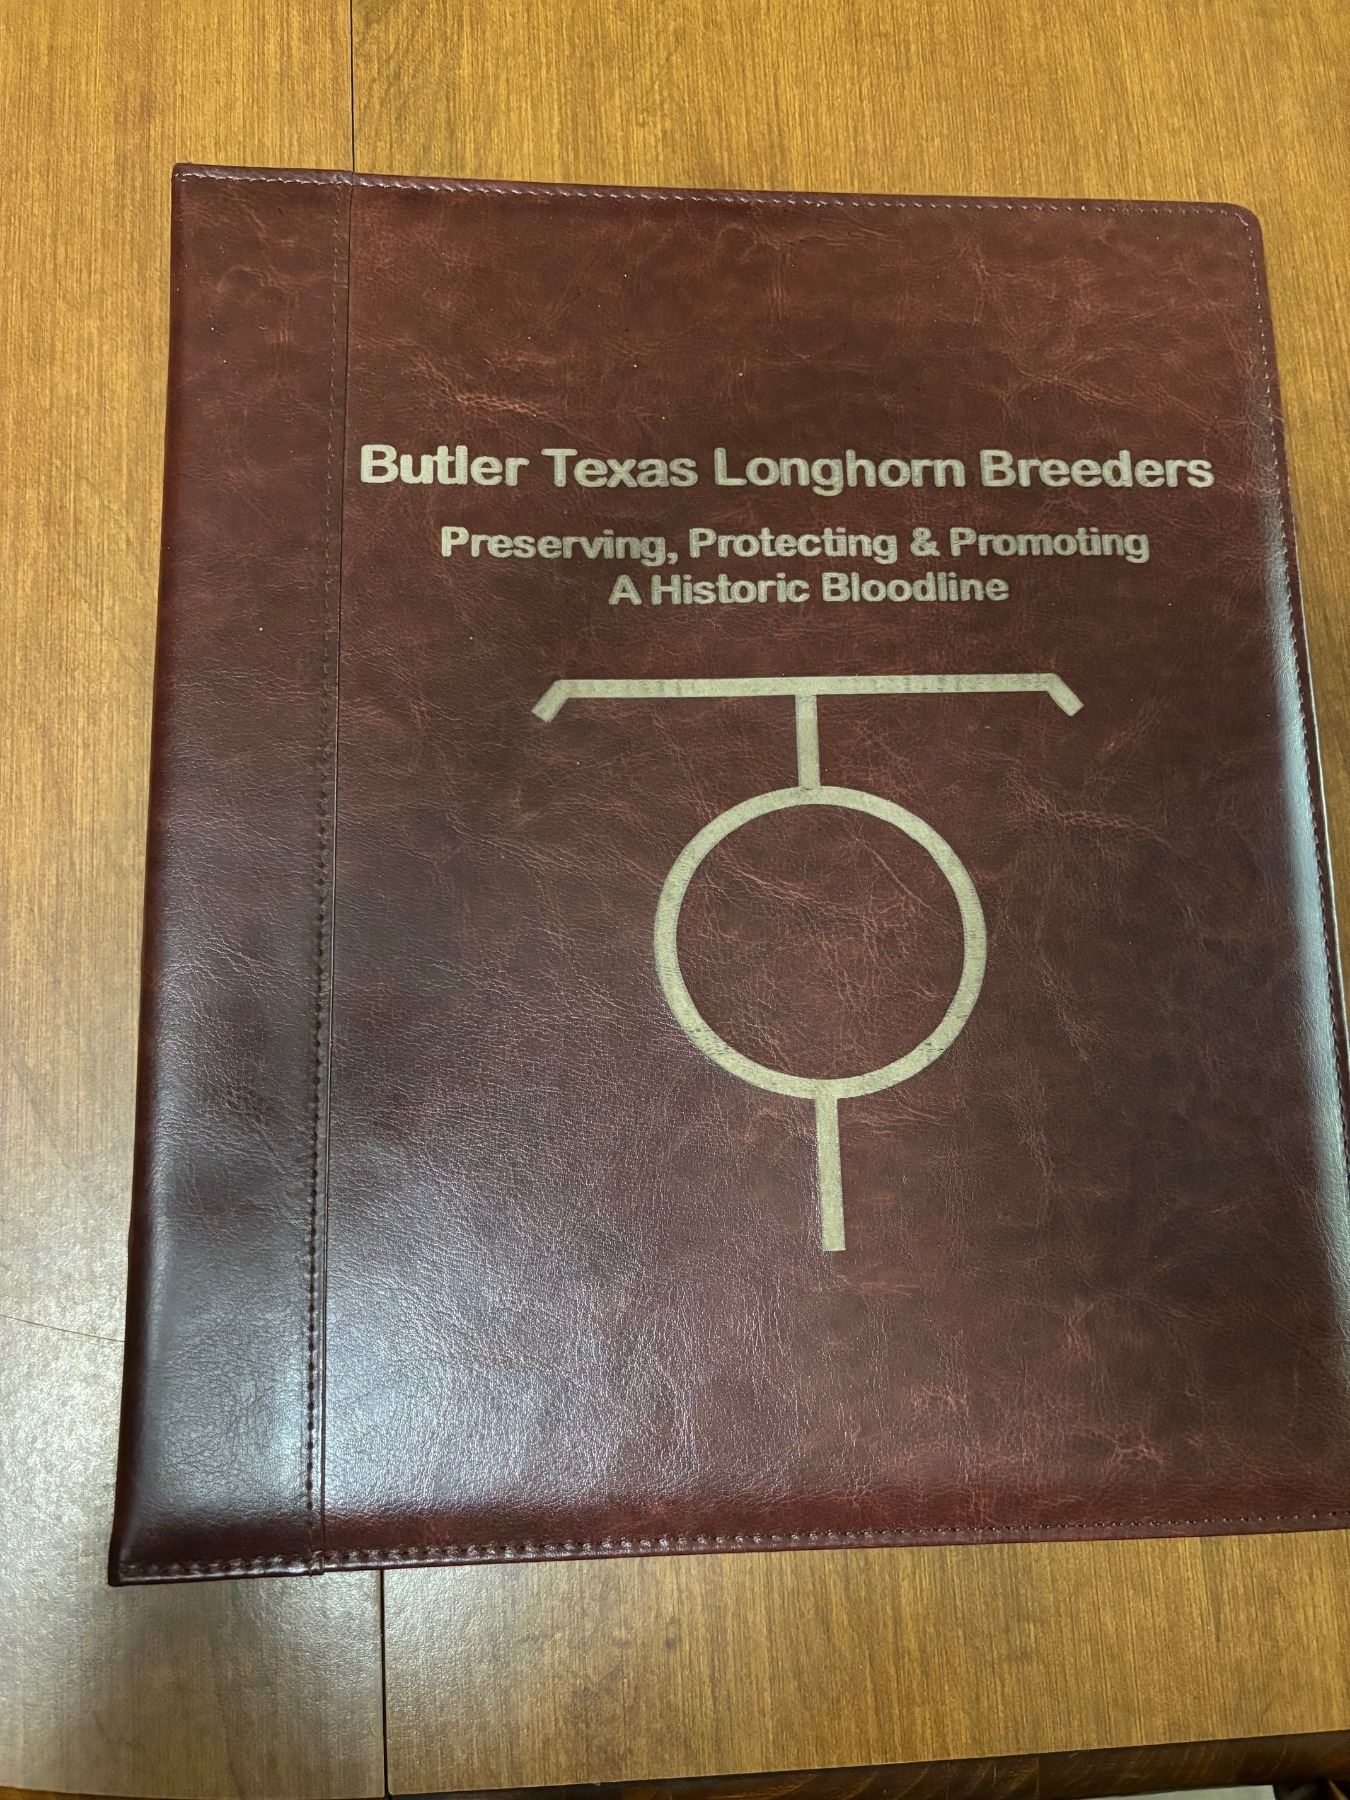 Butler Texas Longhorn Breeders
Preserving, Protecting & Promoting
A Historic Bloodline